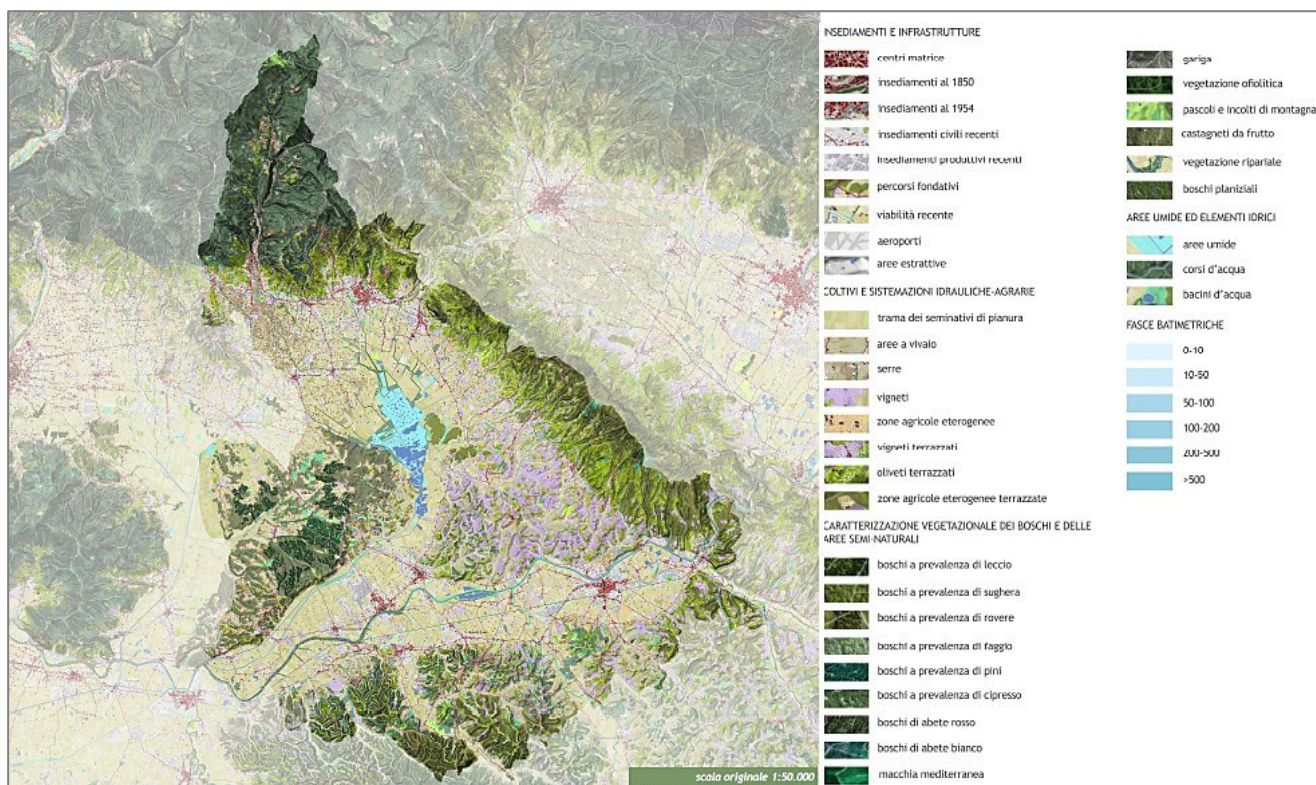 INSEDIAMENTI E INFRASTRUTTURE
centri matrice
insediamenti al 1850
insediamenti al 1954
insediamenti civili recenti
insediamenti produttivi recenti
percorsi fondativi
viabilità recente
aeroporti
aree estrattive
COLTIVI E SISTEMAZIONI IDRAULICHE-AGRARIE
trama dei seminativi di pianura
aree a vivaio
serre
vigneti
zone agricole eterogenee
vigneti terrazzati
oliveti terrazzati
zone agricole eterogenee terrazzate
CARATTERIZZAZIONE VEGETAZIONALE DEI BOSCHI E DELLE
AREE SEMI-NATURALI
boschi a prevalenza di leccio
boschi a prevalenza di sughera
boschi a prevalenza di rovere
boschi a prevalenza di faggio
boschi a prevalenza di pini
boschi a prevalenza di cipresso
boschi di abete rosso
boschi di abete bianco
macchia mediterranea
gariga
vegetazione ofiolitica
pascoli e incolti di montagna
castagneti da frutto
vegetazione ripariale
boschi planiziali
AREE UMIDE ED ELEMENTI IDRICI
aree umide
corsi d'acqua
bacini d'acqua
FASCE BATIMETRICHE
0-10
10-50
50-100
100-200
200-500
>500
scala originale 1:50.000